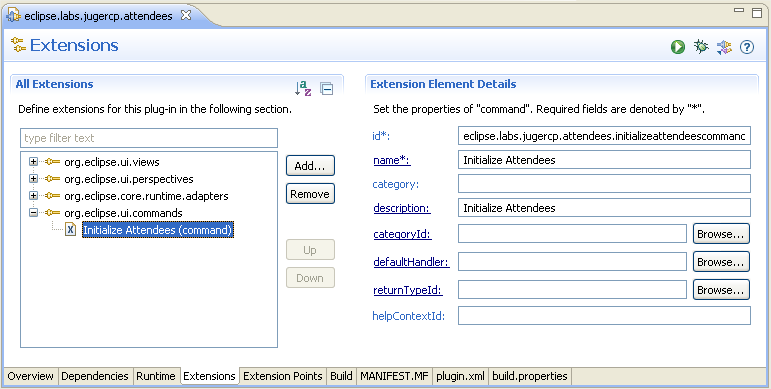 eclipse.labs.jugercp.attendees
Extensions
All Extensions
Define extensions for this plug-in in the following section.
type filter text
org.eclipse.ui.views
org.eclipse.ui.perspectives
org.eclipse.core.runtime.adapters
org.eclipse.ui.commands
Initialize Attendees (command)
Add...
Remove
Up
Down
Extension Element Details
Set the properties of "command". Required fields are denoted by "*".
id*: eclipse.labs.jugercp.attendees.initializeattendeescommanc
name*: Initialize Attendees
category:
description: Initialize Attendees
categoryId: Browse...
defaultHandler: Browse...
returnTypeId: Browse...
helpContextId:
Overview Dependencies Runtime Extensions Extension Points Build MANIFEST.MF plugin.xml build.properties